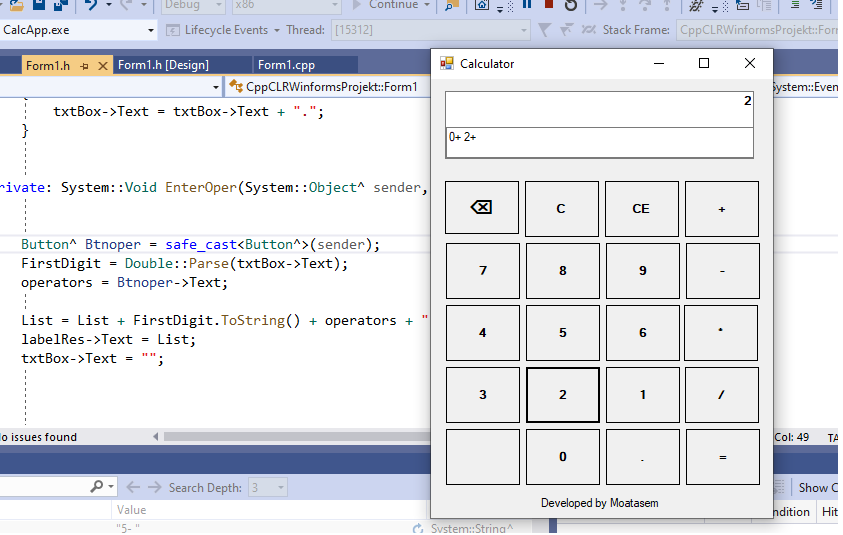 Debug
x86
Continue
CalcApp.exe
Lifecycle Events
Thread: [15312]
Stack Frame: CppCLRWinformsProjekt::Form
Form1.h
Form1.h [Design]
Form1.cpp
CppCLRWinformsProjekt::Form1
System::Even
{
txtBox->Text = txtBox->Text + ".";
}
rivate: System::Void EnterOper(System::Object^ sender,
Button^ Btnoper = safe_cast<Button^>(sender);
FirstDigit = Double::Parse(txtBox->Text);
operators = Btnoper->Text;
List = List + FirstDigit.ToString() + operators + "
labelRes->Text = List;
txtBox->Text = "";
Calculator
2
0+ 2+
C CE +
7 8 9 -
4 5 6 *
3 2 1 /
0 . =
Developed by Moatasem
o issues found
Col: 49
TA
Search Depth: 3
Show C
Value
ndition
Hit
"5- "
System::String^